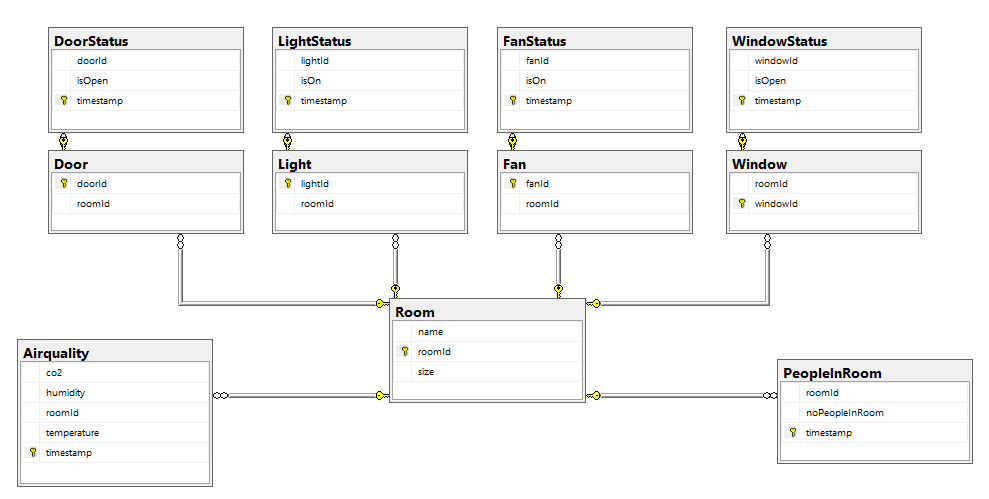 DoorStatus
doorId
isOpen
timestamp
LightStatus
lightId
isOn
timestamp
FanStatus
fanId
isOn
timestamp
WindowStatus
windowId
isOpen
timestamp
Door
doorId
roomId
Light
lightId
roomId
Fan
fanId
roomId
Window
roomId
windowId
Room
name
roomId
size
Airquality
co2
humidity
roomId
temperature
timestamp
PeopleInRoom
roomId
noPeopleInRoom
timestamp